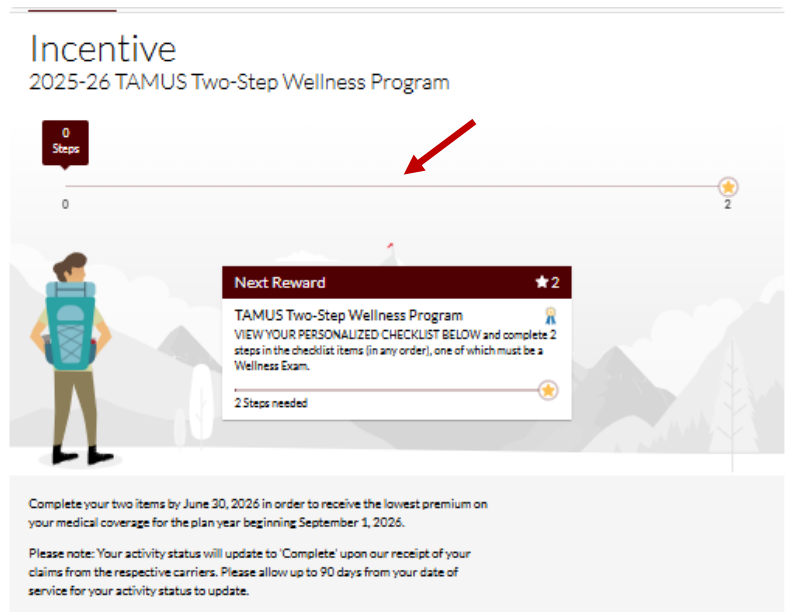 Incentive
2025-26 TAMUS Two-Step Wellness Program
0
Steps
0
2
Next Reward
2
TAMUS Two-Step Wellness Program
VIEW YOUR PERSONALIZED CHECKLIST BELOW and complete 2
steps in the checklist items (in any order), one of which must be a
Wellness Exam.
2 Steps needed
Complete your two items by June 30, 2026 in order to receive the lowest premium on
your medical coverage for the plan year beginning September 1, 2026.
Please note: Your activity status will update to 'Complete' upon our receipt of your
claims from the respective carriers. Please allow up to 90 days from your date of
service for your activity status to update.